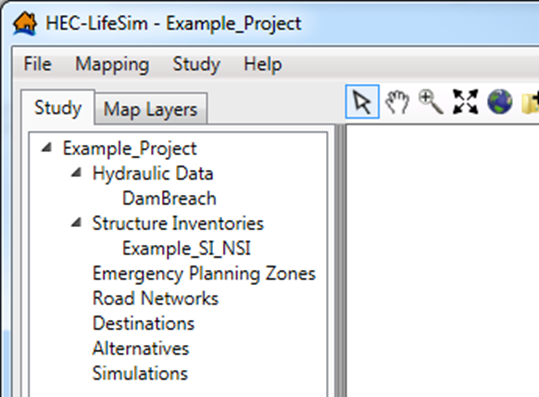 HEC-LifeSim - Example_Project
File Mapping Study Help
Study Map Layers
Example_Project
Hydraulic Data
DamBreach
Structure Inventories
Example_SI_NSI
Emergency Planning Zones
Road Networks
Destinations
Alternatives
Simulations